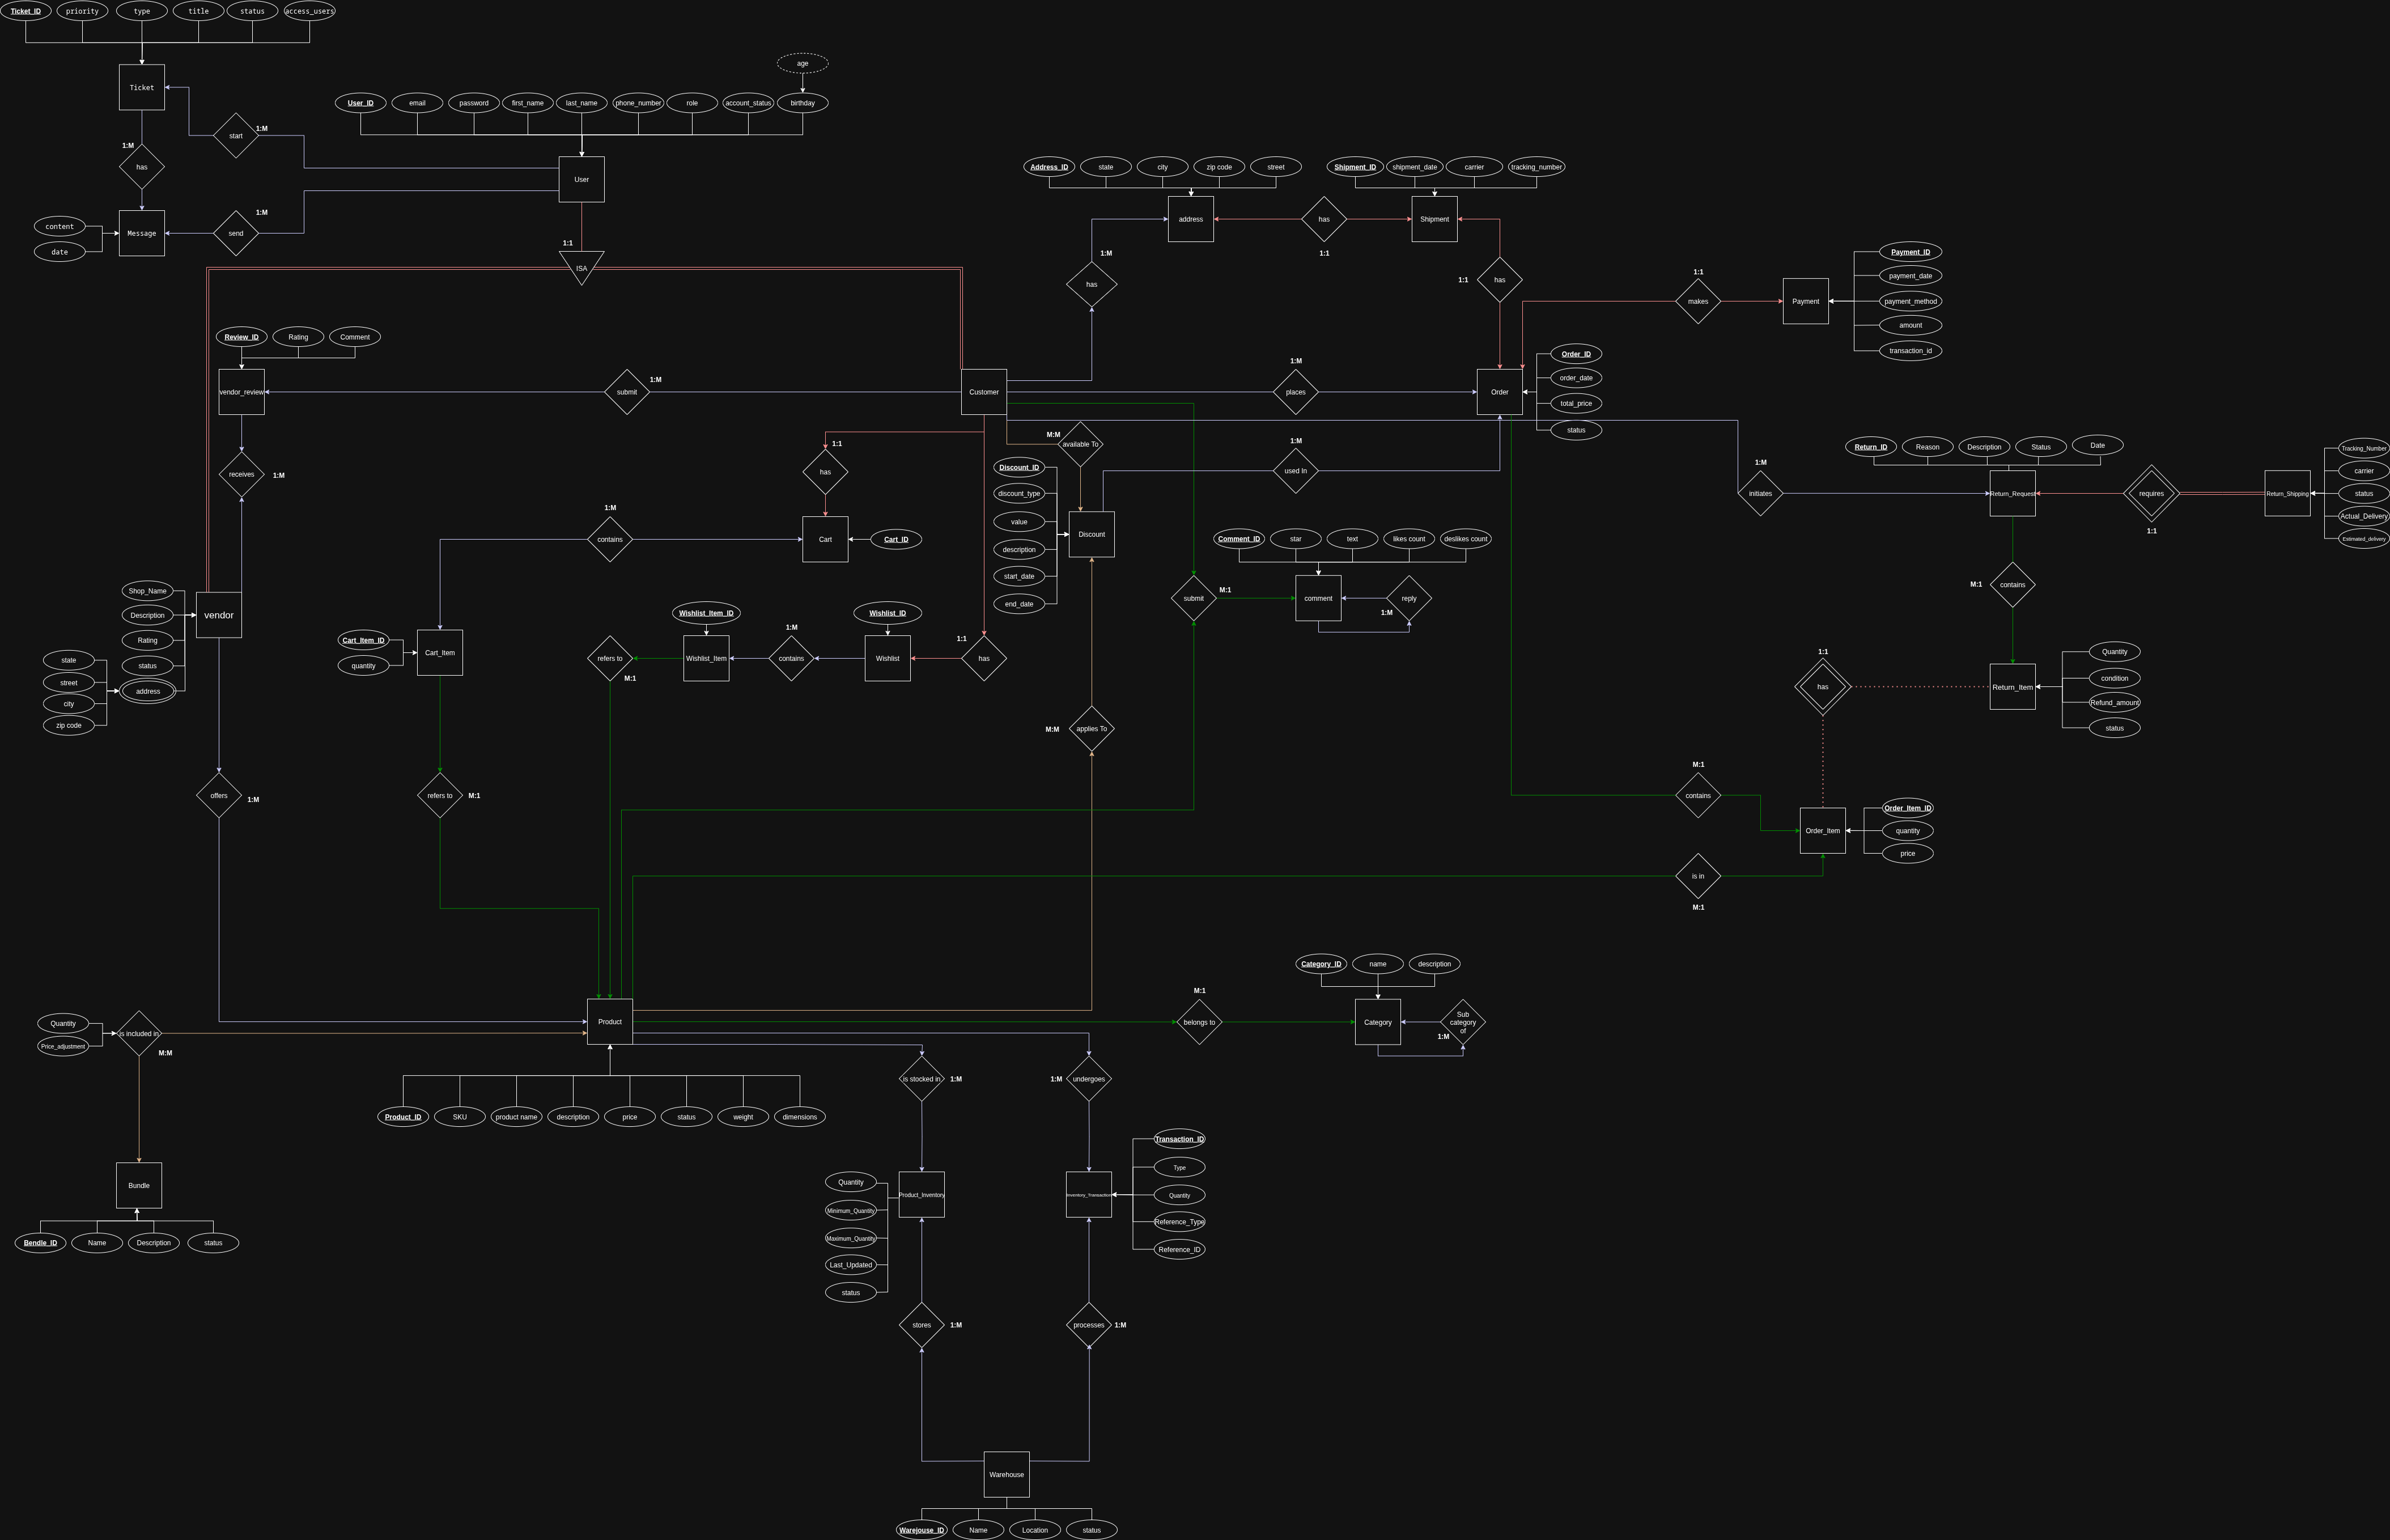 Ticket_ID
priority
type
title
status
access_users
Ticket
start
1:M
1:M
has
Message
content
date
send
1:M
age
User_ID
email
password
first_name
last_name
phone_number
role
account_status
birthday
User
1:1
ISA
Address_ID
state
city
zip code
street
address
has
1:1
Shipment_ID
shipment_date
carrier
tracking_number
Shipment
1:M
has
1:1
has
1:1
makes
Payment
Payment_ID
payment_date
payment_method
amount
transaction_id
Review_ID
Rating
Comment
vendor_review
submit
1:M
Customer
1:M
places
Order
Order_ID
order_date
total_price
status
receives
1:M
1:1
has
M:M
available To
1:M
used In
1:M
initiates
Return_ID
Reason
Description
Status
Date
Return_Request
requires
1:1
Return_Shipping
Tracking_Number
carrier
status
Actual_Delivery
Estimated_delivery
1:M
contains
Cart
Cart_ID
Discount_ID
discount_type
value
description
start_date
end_date
Discount
Comment_ID
star
text
likes count
deslikes count
submit
M:1
comment
reply
1:M
M:1
contains
Shop_Name
Description
Rating
status
address
vendor
state
street
city
zip code
Cart_Item_ID
quantity
Cart_Item
refers to
M:1
Wishlist_Item_ID
Wishlist_Item
1:M
contains
Wishlist_ID
Wishlist
1:1
has
1:1
has
Return_Item
Quantity
condition
Refund_amount
status
M:M
applies To
offers
1:M
refers to
M:1
M:1
contains
Order_Item
Order_Item_ID
quantity
price
is in
M:1
Category_ID
name
description
M:1
belongs to
Category
Sub
category
of
1:M
Quantity
Price_adjustment
is included in
M:M
Product
is stocked in
1:M
1:M
undergoes
Product_ID
SKU
product name
description
price
status
weight
dimensions
Bundle
Bendle_ID
Name
Description
status
Quantity
Minimum_Quantity
Maximum_Quantity
Last_Updated
status
Product_Inventory
Inventory_Transaction
Transaction_ID
Type
Quantity
Reference_Type
Reference_ID
stores
1:M
processes
1:M
Warehouse
Warejouse_ID
Name
Location
status